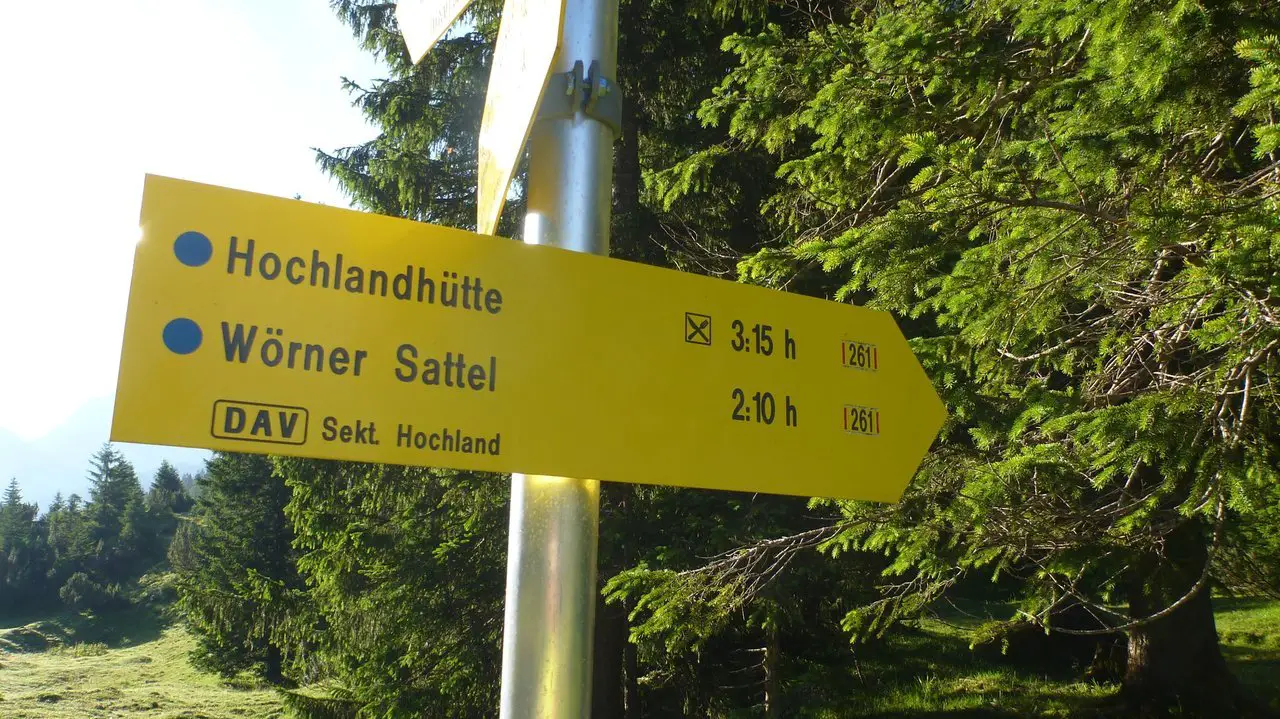 Hochlandhütte 3:15 h 261
Wörner Sattel 2:10 h 261
DAV Sekt. Hochland